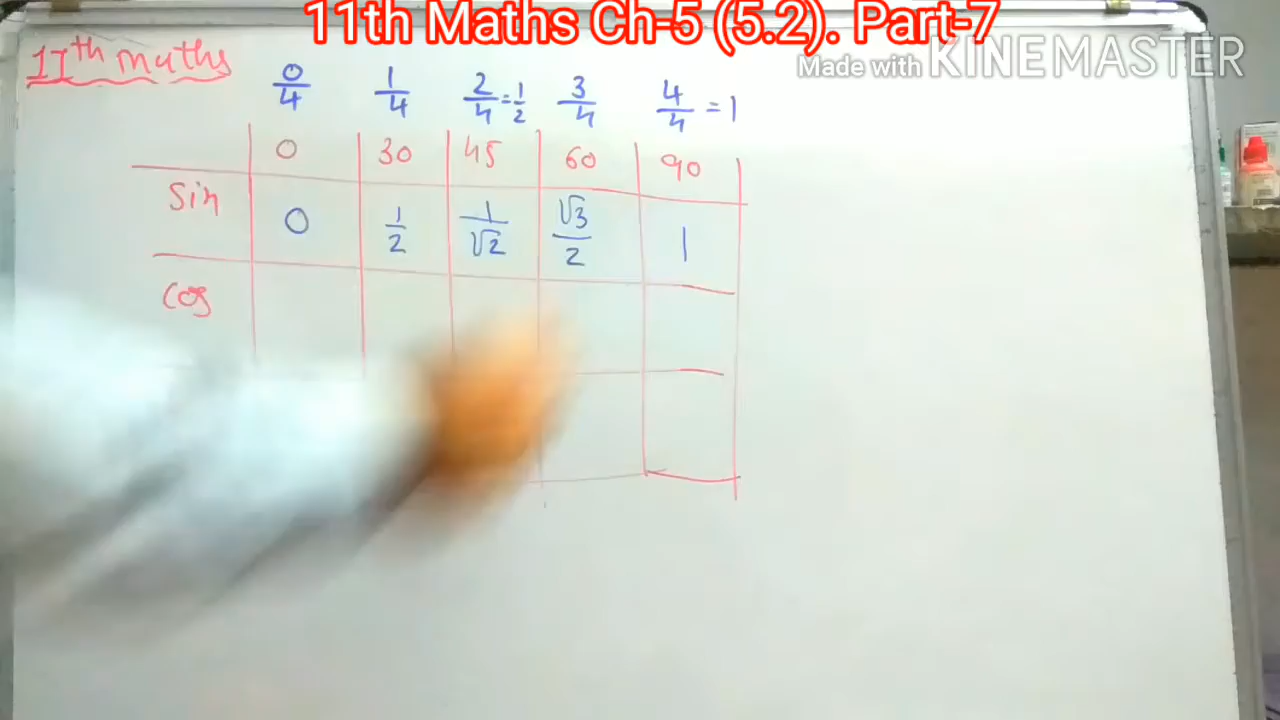 11th Maths Ch-5 (5.2). Part-7
Made with KINEMASTER
11th maths
0/4 1/4 2/4=1/2 3/4 4/4=1
0 30 45 60 90
Sin 0 1/2 1/√2 √3/2 1
Cos